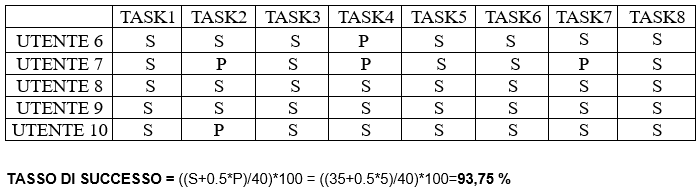 TASK1 TASK2 TASK3 TASK4 TASK5 TASK6 TASK7 TASK8
UTENTE 6 S S S P S S S S
UTENTE 7 S P S P S S P S
UTENTE 8 S S S S S S S S
UTENTE 9 S S S S S S S S
UTENTE 10 S P S S S S S S
TASSO DI SUCCESSO = ((S+0.5*P)/40)*100 = ((35+0.5*5)/40)*100=93,75 %